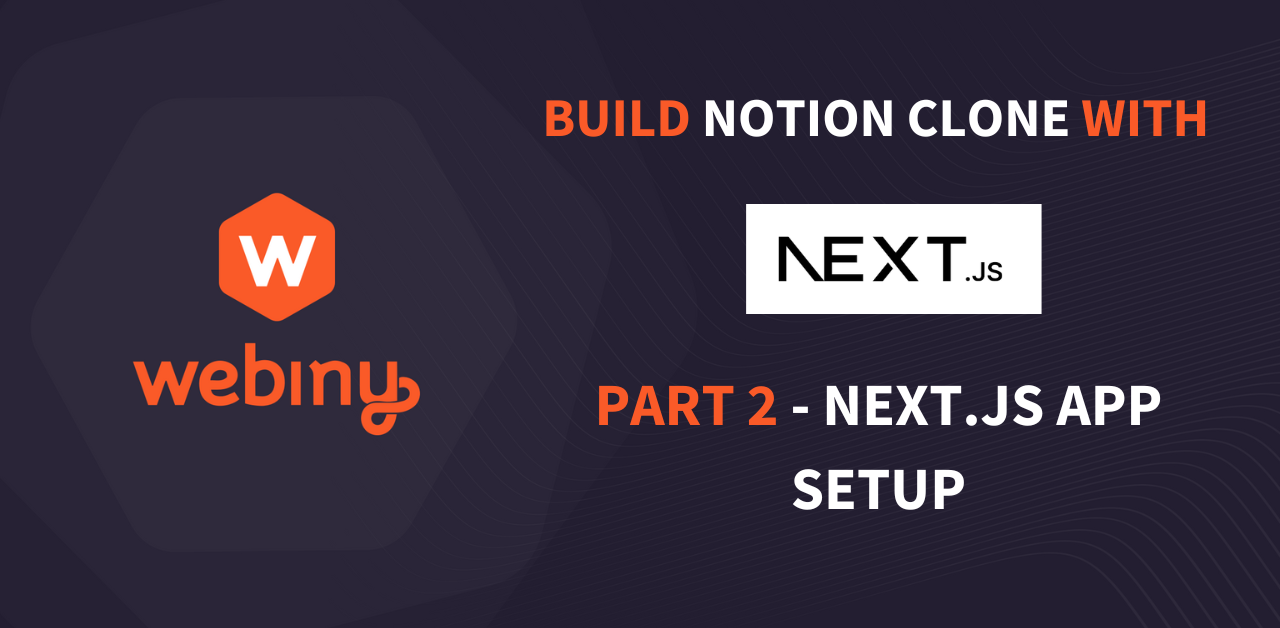 W
webiny
BUILD NOTION CLONE WITH
NEXT.JS
PART 2 - NEXT.JS APP
SETUP